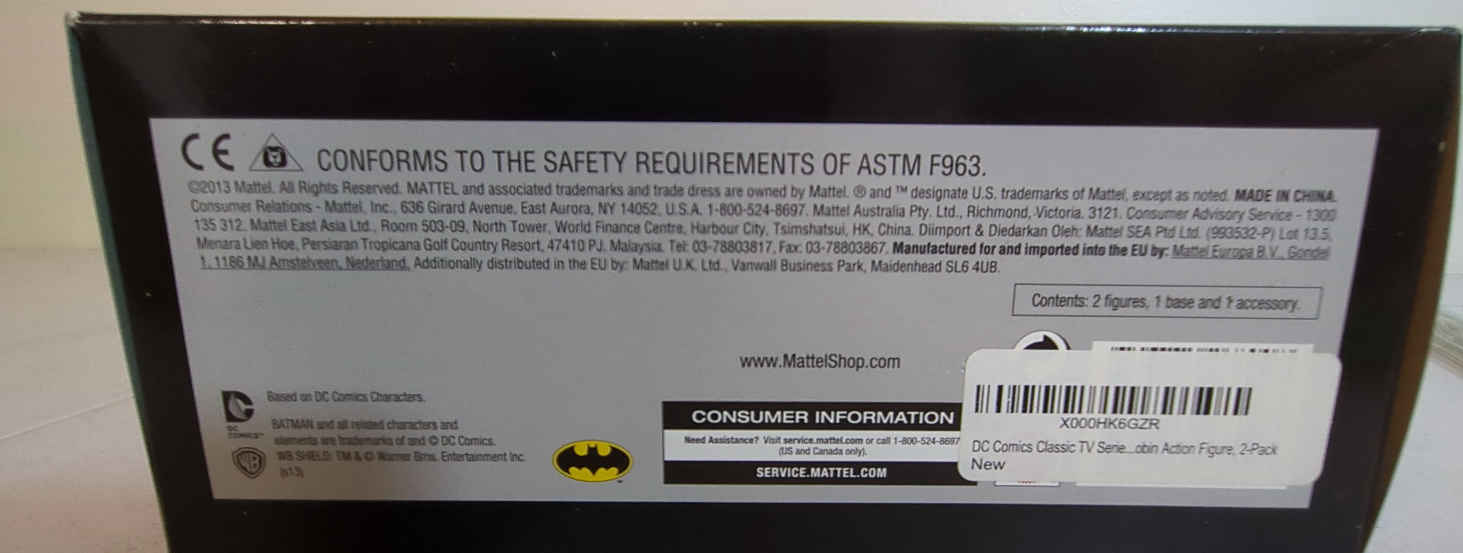 CE CONFORMS TO THE SAFETY REQUIREMENTS OF ASTM F963.
©2013 Mattel. All Rights Reserved. MATTEL and associated trademarks and trade dress are owned by Mattel. ® and ™ designate U.S. trademarks of Mattel, except as noted. MADE IN CHINA.
Consumer Relations - Mattel, Inc., 636 Girard Avenue, East Aurora, NY 14052, U.S.A. 1-800-524-8697. Mattel Australia Pty. Ltd., Richmond, Victoria. 3121. Consumer Advisory Service - 1300
135 312. Mattel East Asia Ltd., Room 503-09, North Tower, World Finance Centre, Harbour City, Tsimshatsui, HK, China. Diimport & Diedarkan Oleh: Mattel SEA Ptd Ltd. (993532-P) Lot 13.5,
Menara Lien Hoe, Persiaran Tropicana Golf Country Resort, 47410 PJ. Malaysia. Tel: 03-78803817, Fax: 03-78803867. Manufactured for and imported into the EU by: Mattel Europa B.V., Gondel
1, 1186 MJ Amstelveen, Nederland. Additionally distributed in the EU by: Mattel U.K. Ltd., Vanwall Business Park, Maidenhead SL6 4UB.
Contents: 2 figures, 1 base and 1 accessory.
www.MattelShop.com
DC COMICS™
Based on DC Comics Characters.
BATMAN and all related characters and
elements are trademarks of and © DC Comics.
WB SHIELD: TM & © Warner Bros. Entertainment Inc.
(s13)
WB
CONSUMER INFORMATION
Need Assistance? Visit service.mattel.com or call 1-800-524-8697
(US and Canada only).
SERVICE.MATTEL.COM
X000HK6GZR
DC Comics Classic TV Serie...obin Action Figure, 2-Pack
New